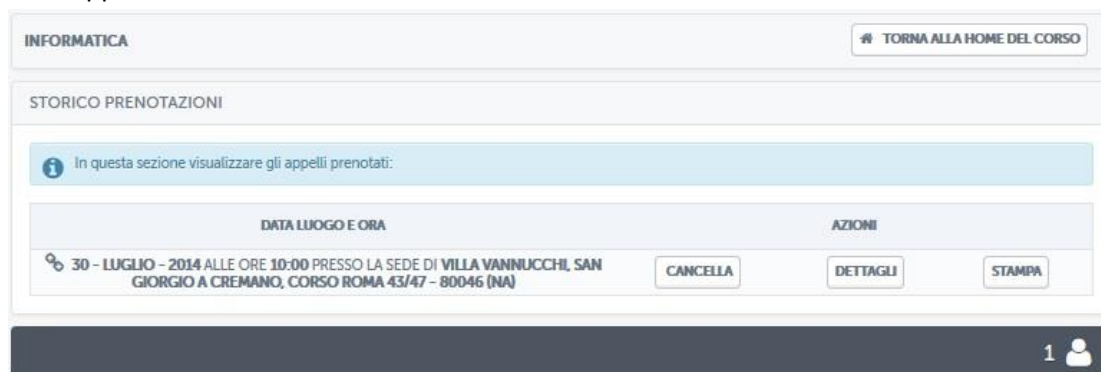 INFORMATICA
TORNA ALLA HOME DEL CORSO
STORICO PRENOTAZIONI
In questa sezione visualizzare gli appelli prenotati:
DATA LUOGO E ORA AZIONI
30 - LUGLIO - 2014 ALLE ORE 10:00 PRESSO LA SEDE DI VILLA VANNUCCHI, SAN
GIORGIO A CREMANO, CORSO ROMA 43/47 - 80046 (NA)
CANCELLA DETTAGLI STAMPA
1